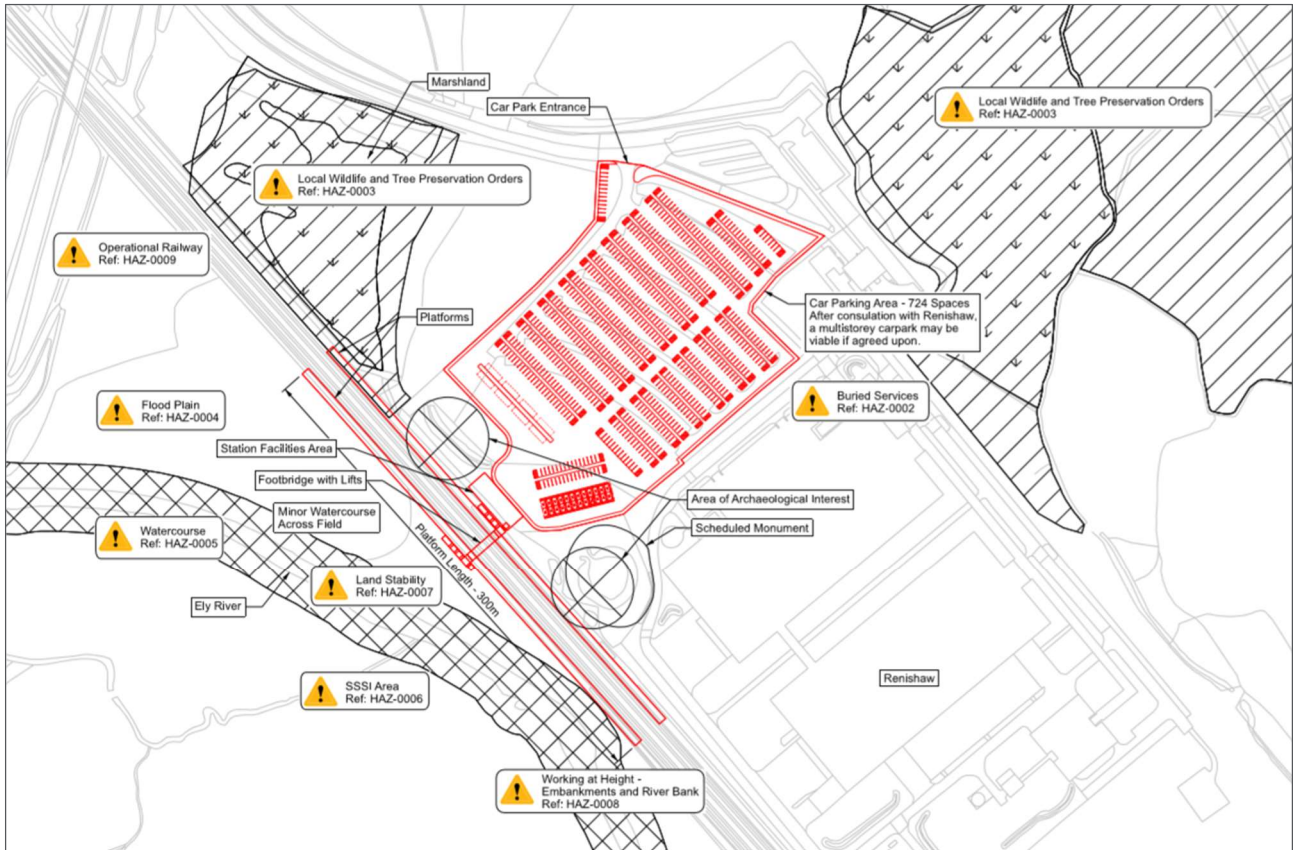 Marshland
Car Park Entrance
Local Wildlife and Tree Preservation Orders
Ref: HAZ-0003
Local Wildlife and Tree Preservation Orders
Ref: HAZ-0003
Operational Railway
Ref: HAZ-0009
Platforms
Car Parking Area - 724 Spaces
After consulation with Renishaw,
a multistorey carpark may be
viable if agreed upon.
Flood Plain
Ref: HAZ-0004
Buried Services
Ref: HAZ-0002
Station Facilities Area
Footbridge with Lifts
Area of Archaeological Interest
Minor Watercourse
Across Field
Scheduled Monument
Watercourse
Ref: HAZ-0005
Platform Length - 300m
Land Stability
Ref: HAZ-0007
Ely River
SSSI Area
Ref: HAZ-0006
Renishaw
Working at Height -
Embankments and River Bank
Ref: HAZ-0008